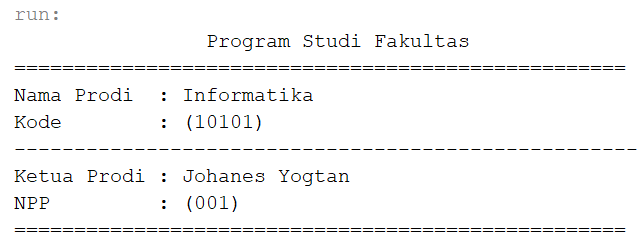 run:
Program Studi Fakultas
===================================================
Nama Prodi  : Informatika
Kode        : (10101)
----------------------------------------------------
Ketua Prodi : Johanes Yogtan
NPP         : (001)
===================================================